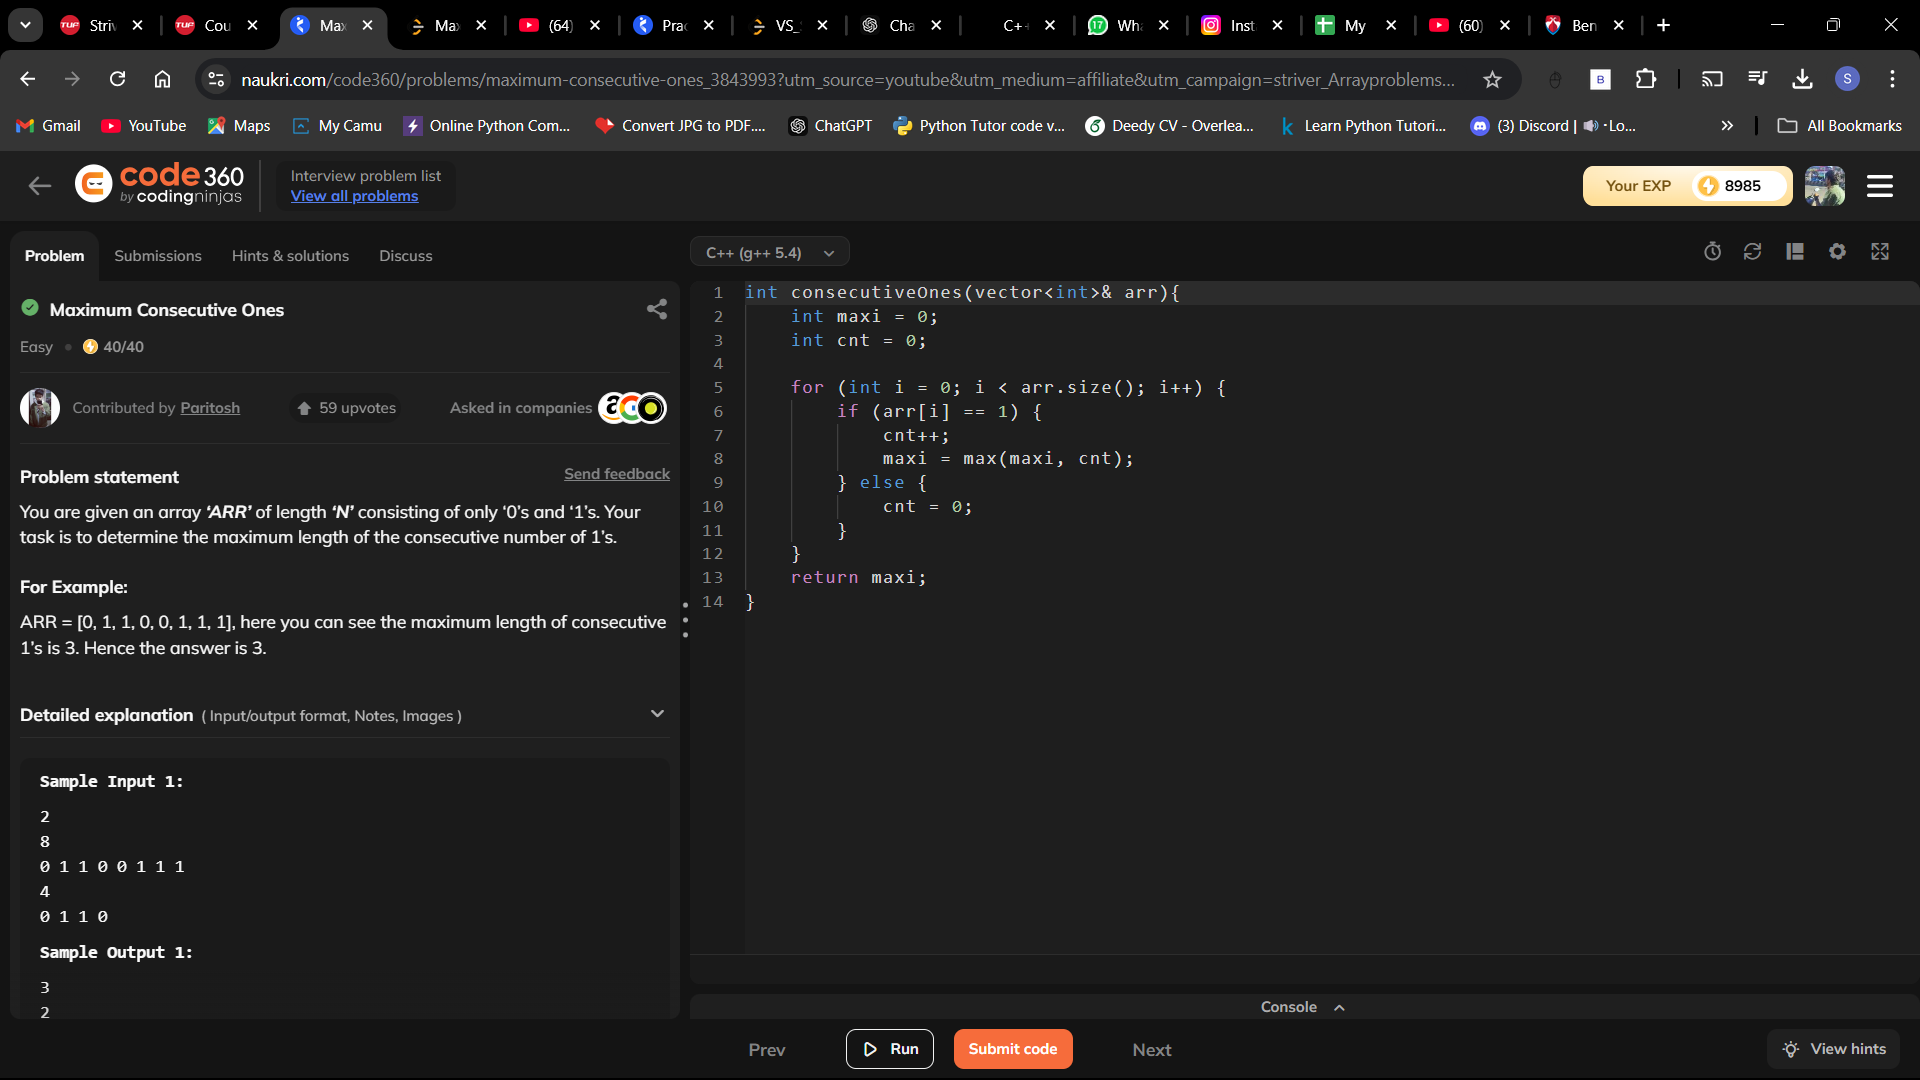 Striv
Cou
Max
Max
(64)
Prac
VS_
Cha
C++
Wha
17
Inst
My
(60)
Ben
naukri.com/code360/problems/maximum-consecutive-ones_3843993?utm_source=youtube&utm_medium=affiliate&utm_campaign=striver_Arrayproblems...
B
S
Gmail
YouTube
Maps
My Camu
Online Python Com...
Convert JPG to PDF....
ChatGPT
Python Tutor code v...
Deedy CV - Overlea...
Learn Python Tutori...
(3) Discord | 🔊 • Lo...
All Bookmarks
code 360
by codingninjas
Interview problem list
View all problems
Your EXP 8985
Problem Submissions Hints & solutions Discuss
Maximum Consecutive Ones
Easy • 40/40
Contributed by Paritosh 59 upvotes Asked in companies
Problem statement Send feedback
You are given an array ‘ARR’ of length ‘N’ consisting of only ‘0’s and ‘1’s. Your
task is to determine the maximum length of the consecutive number of 1’s.
For Example:
ARR = [0, 1, 1, 0, 0, 1, 1, 1], here you can see the maximum length of consecutive
1’s is 3. Hence the answer is 3.
Detailed explanation ( Input/output format, Notes, Images )
Sample Input 1:
2
8
0 1 1 0 0 1 1 1
4
0 1 1 0
Sample Output 1:
3
2
C++ (g++ 5.4)
1 int consecutiveOnes(vector<int>& arr){
2 int maxi = 0;
3 int cnt = 0;
4
5 for (int i = 0; i < arr.size(); i++) {
6 if (arr[i] == 1) {
7 cnt++;
8 maxi = max(maxi, cnt);
9 } else {
10 cnt = 0;
11 }
12 }
13 return maxi;
14 }
Console
Prev
Run
Submit code
Next
View hints